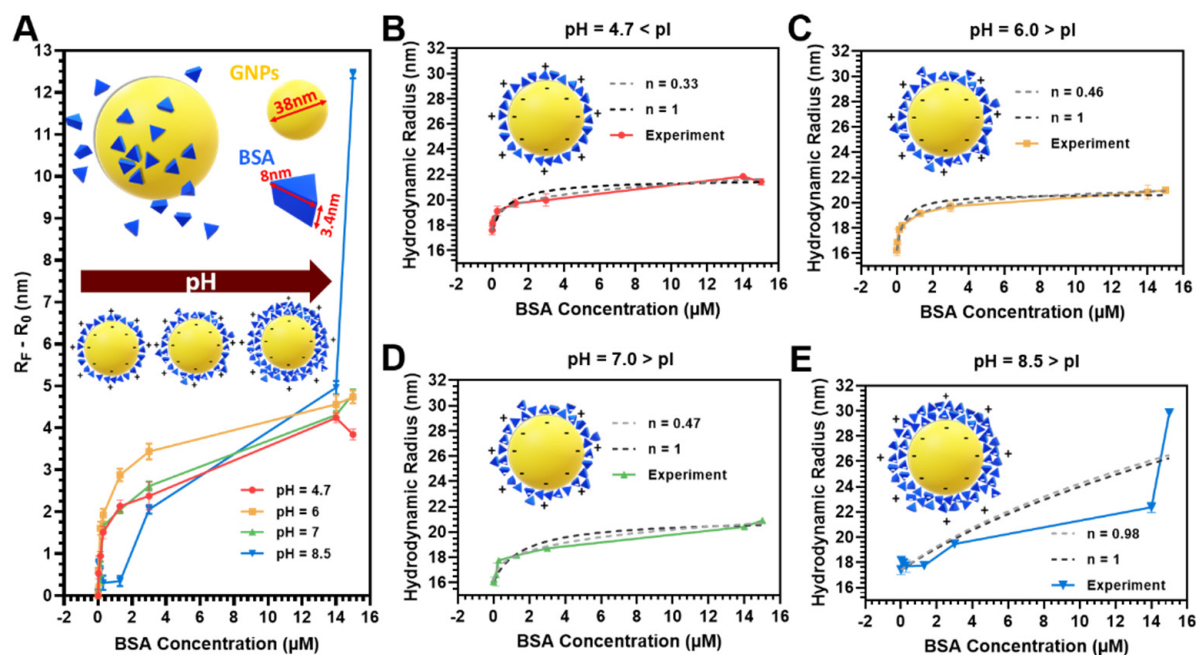 A
13
12
11
10
9
8
7
6
5
4
3
2
1
0
R_F - R_0 (nm)
GNPs
38nm
BSA
8nm
3.4nm
pH
pH = 4.7
pH = 6
pH = 7
pH = 8.5
-2 0 2 4 6 8 10 12 14 16
BSA Concentration (µM)
B
pH = 4.7 < pI
Hydrodynamic Radius (nm)
32
30
28
26
24
22
20
18
16
n = 0.33
n = 1
Experiment
-2 0 2 4 6 8 10 12 14 16
BSA Concentration (µM)
C
pH = 6.0 > pI
Hydrodynamic Radius (nm)
32
30
28
26
24
22
20
18
16
n = 0.46
n = 1
Experiment
-2 0 2 4 6 8 10 12 14 16
BSA Concentration (µM)
D
pH = 7.0 > pI
Hydrodynamic Radius (nm)
32
30
28
26
24
22
20
18
16
n = 0.47
n = 1
Experiment
-2 0 2 4 6 8 10 12 14 16
BSA Concentration (µM)
E
pH = 8.5 > pI
Hydrodynamic Radius (nm)
32
30
28
26
24
22
20
18
16
14
n = 0.98
n = 1
Experiment
-2 0 2 4 6 8 10 12 14 16
BSA Concentration (µM)